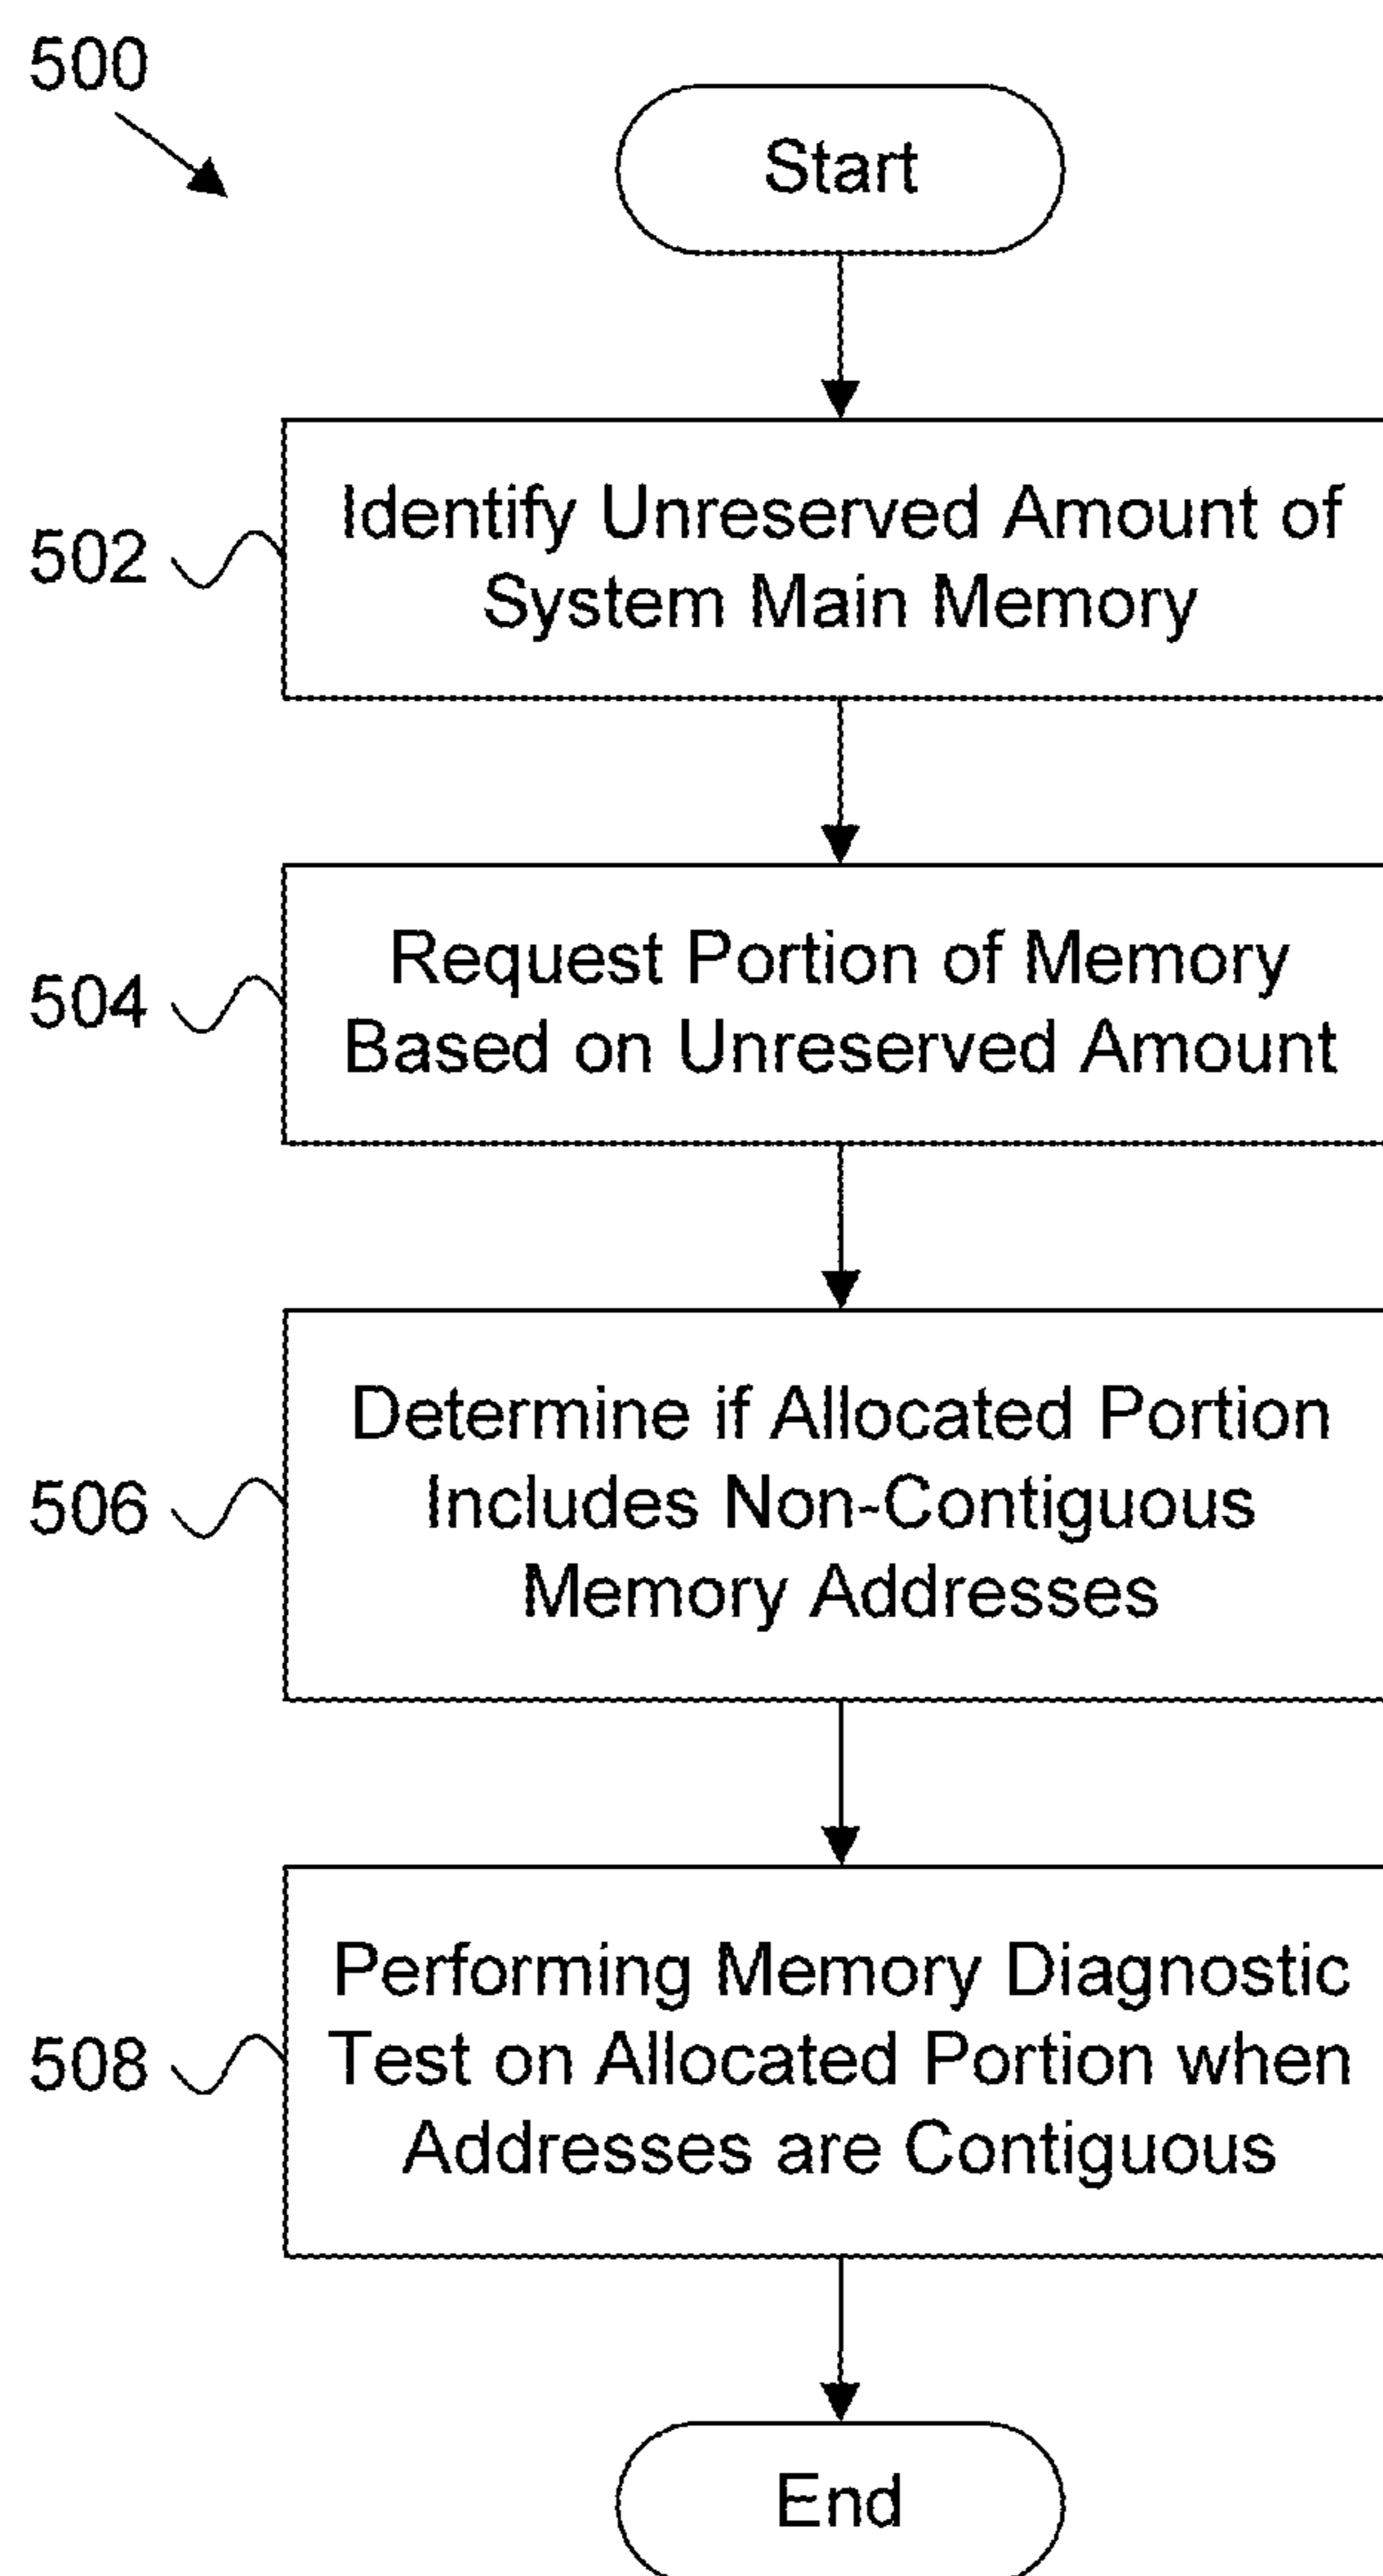 500
Start
502
Identify Unreserved Amount of
System Main Memory
504
Request Portion of Memory
Based on Unreserved Amount
506
Determine if Allocated Portion
Includes Non-Contiguous
Memory Addresses
508
Performing Memory Diagnostic
Test on Allocated Portion when
Addresses are Contiguous
End